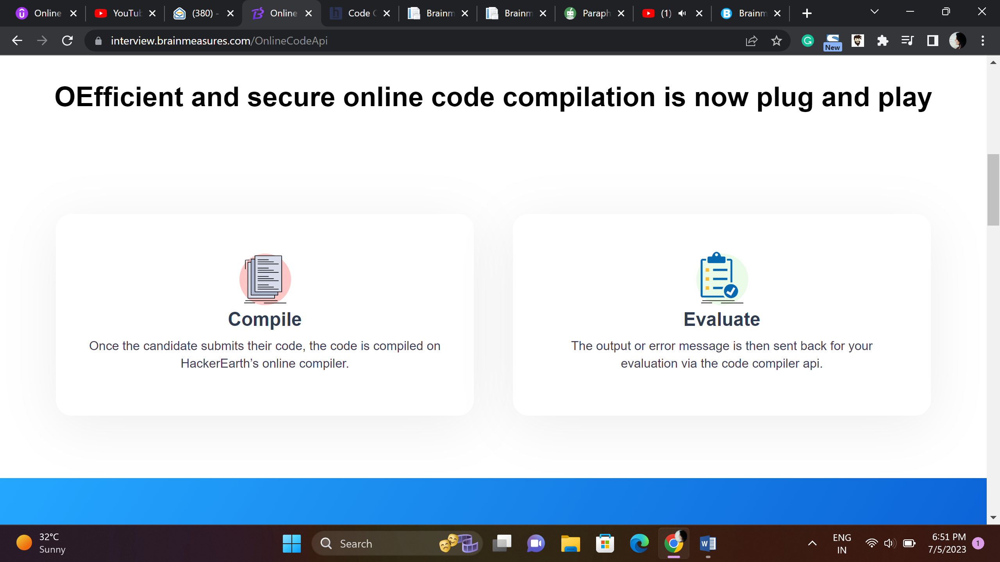 Online
YouTub
(380) -
Online
Code C
Brainm
Brainm
Paraph
(1)
Brainm
interview.brainmeasures.com/OnlineCodeApi
New
OEfficient and secure online code compilation is now plug and play
Compile
Once the candidate submits their code, the code is compiled on
HackerEarth’s online compiler.
Evaluate
The output or error message is then sent back for your
evaluation via the code compiler api.
32°C
Sunny
Search
ENG
IN
6:51 PM
7/5/2023
1